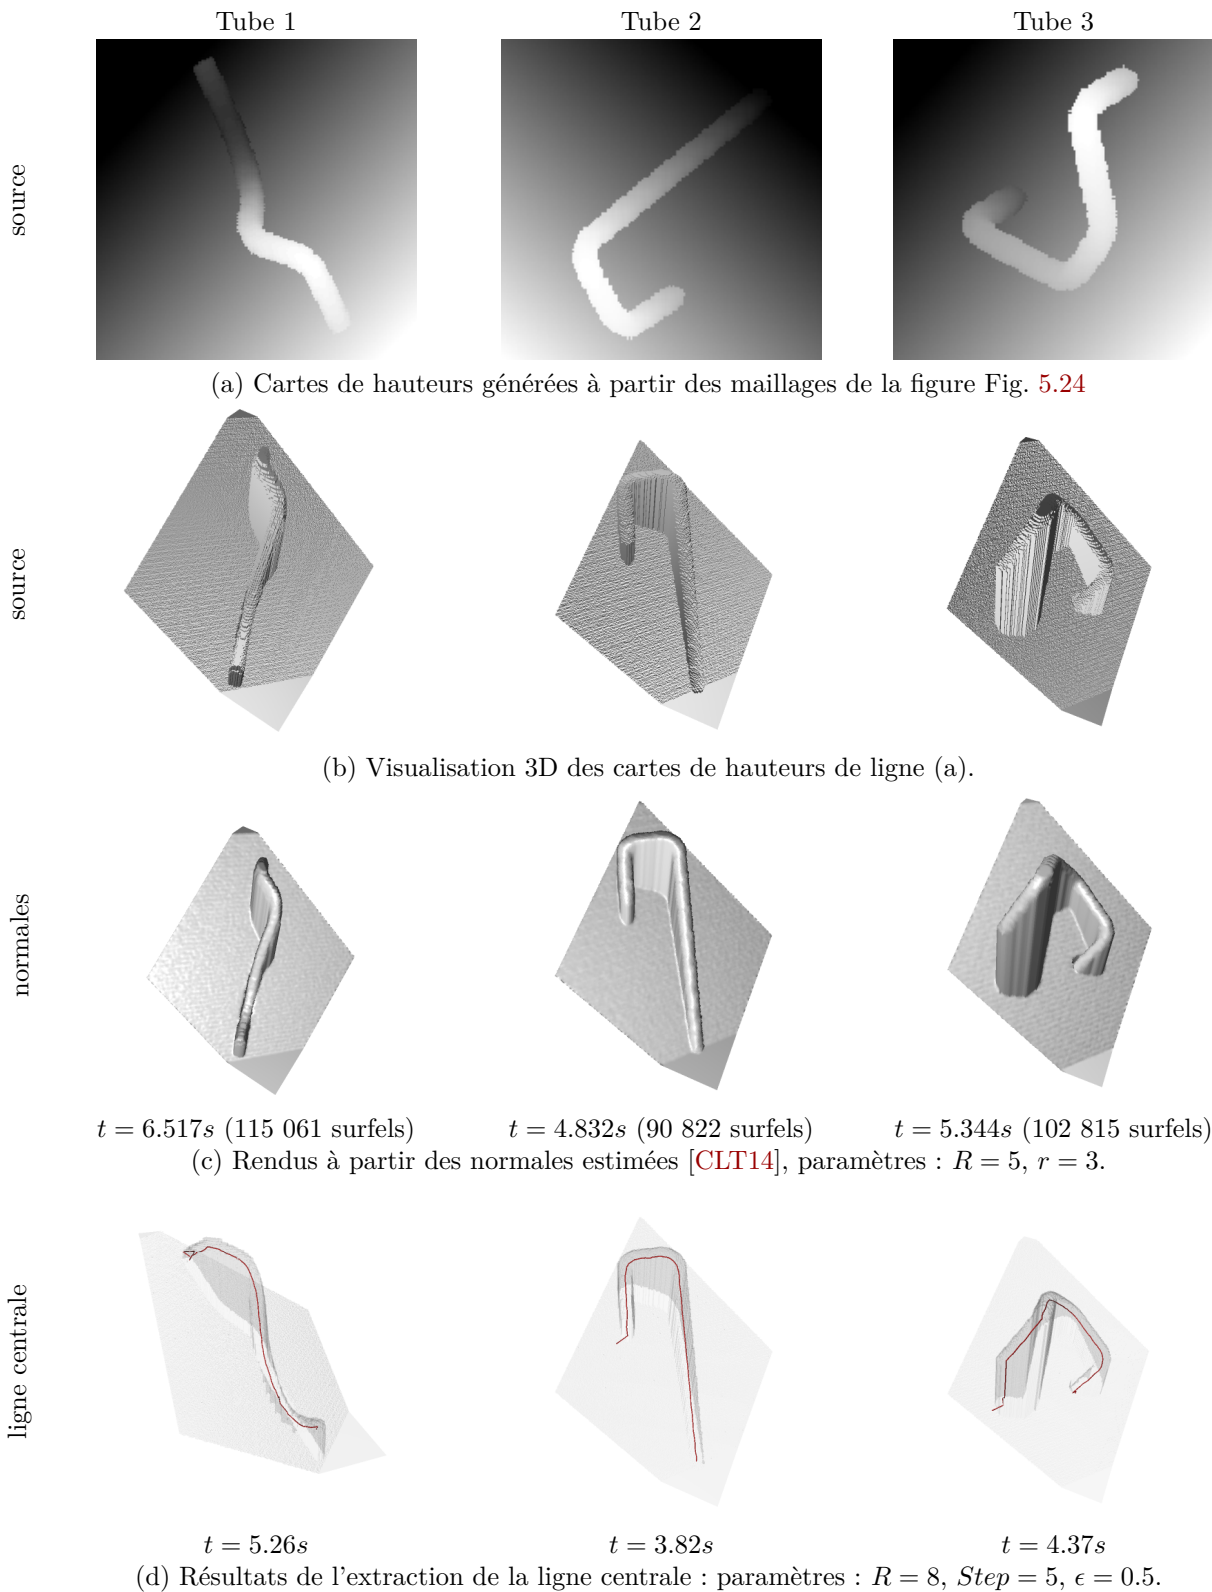 Tube 1
Tube 2
Tube 3
source
(a) Cartes de hauteurs générées à partir des maillages de la figure Fig. 5.24
source
(b) Visualisation 3D des cartes de hauteurs de ligne (a).
normales
t = 6.517s (115 061 surfels)
t = 4.832s (90 822 surfels)
t = 5.344s (102 815 surfels)
(c) Rendus à partir des normales estimées [CLT14], paramètres : R = 5, r = 3.
ligne centrale
t = 5.26s
t = 3.82s
t = 4.37s
(d) Résultats de l'extraction de la ligne centrale : paramètres : R = 8, Step = 5, ϵ = 0.5.